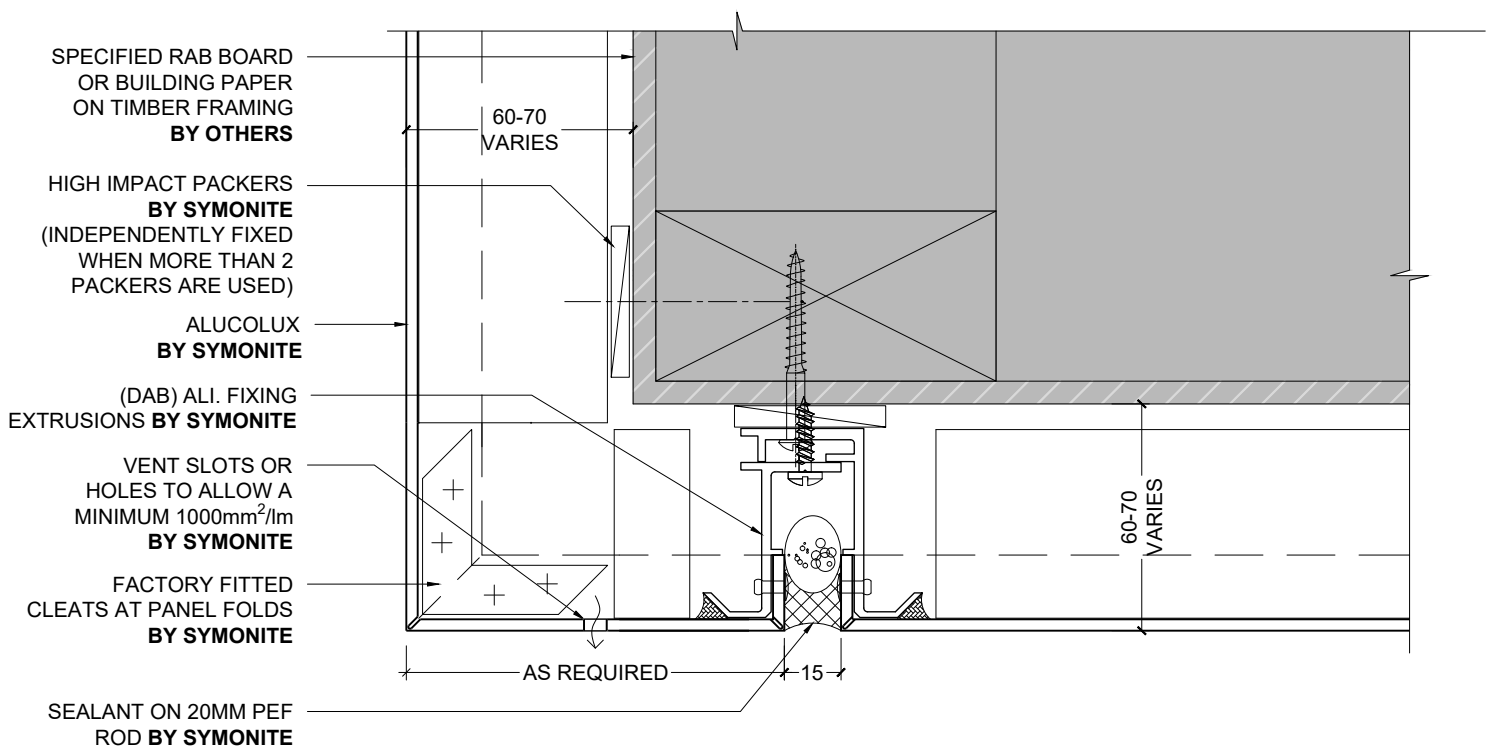 SPECIFIED RAB BOARD
OR BUILDING PAPER
ON TIMBER FRAMING
BY OTHERS
60-70
VARIES
HIGH IMPACT PACKERS
BY SYMONITE
(INDEPENDENTLY FIXED
WHEN MORE THAN 2
PACKERS ARE USED)
ALUCOLUX
BY SYMONITE
(DAB) ALI. FIXING
EXTRUSIONS BY SYMONITE
VENT SLOTS OR
HOLES TO ALLOW A
MINIMUM 1000mm²/lm
BY SYMONITE
60-70
VARIES
FACTORY FITTED
CLEATS AT PANEL FOLDS
BY SYMONITE
AS REQUIRED
15
SEALANT ON 20MM PEF
ROD BY SYMONITE